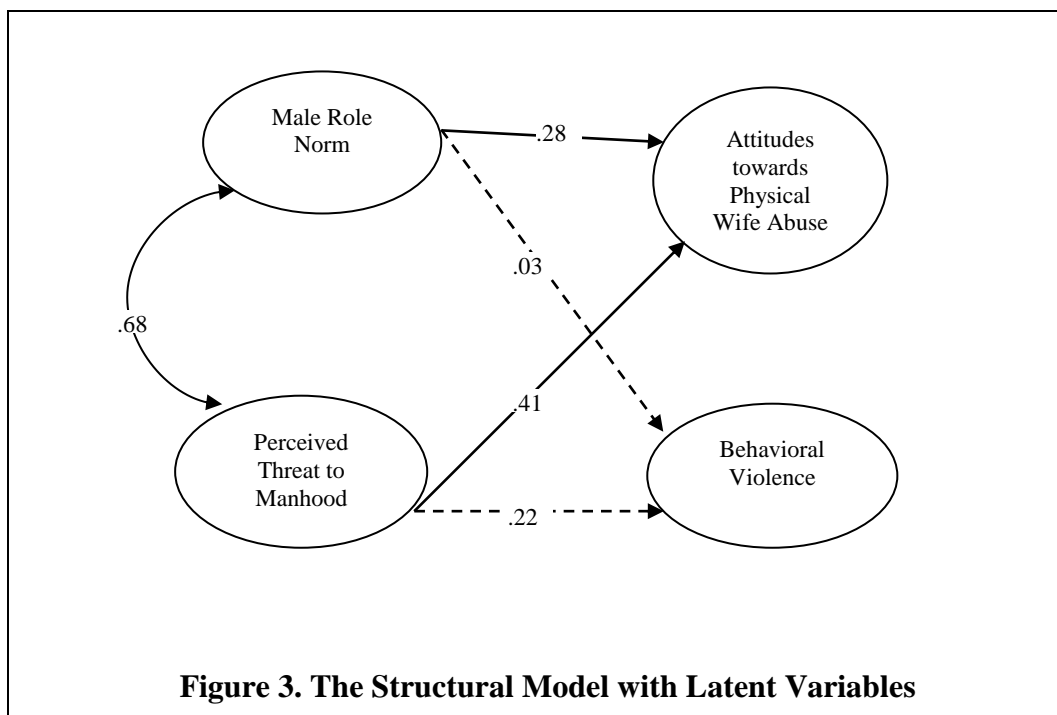 Male Role
Norm
.28
Attitudes
towards
Physical
Wife Abuse
.03
.68
.41
Perceived
Threat to
Manhood
Behavioral
Violence
.22
Figure 3. The Structural Model with Latent Variables